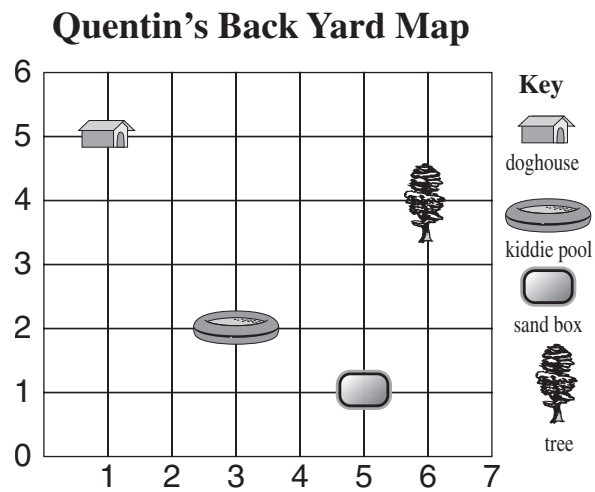 Quentin's Back Yard Map
6
5
4
3
2
1
0
1 2 3 4 5 6 7
Key
doghouse
kiddie pool
sand box
tree